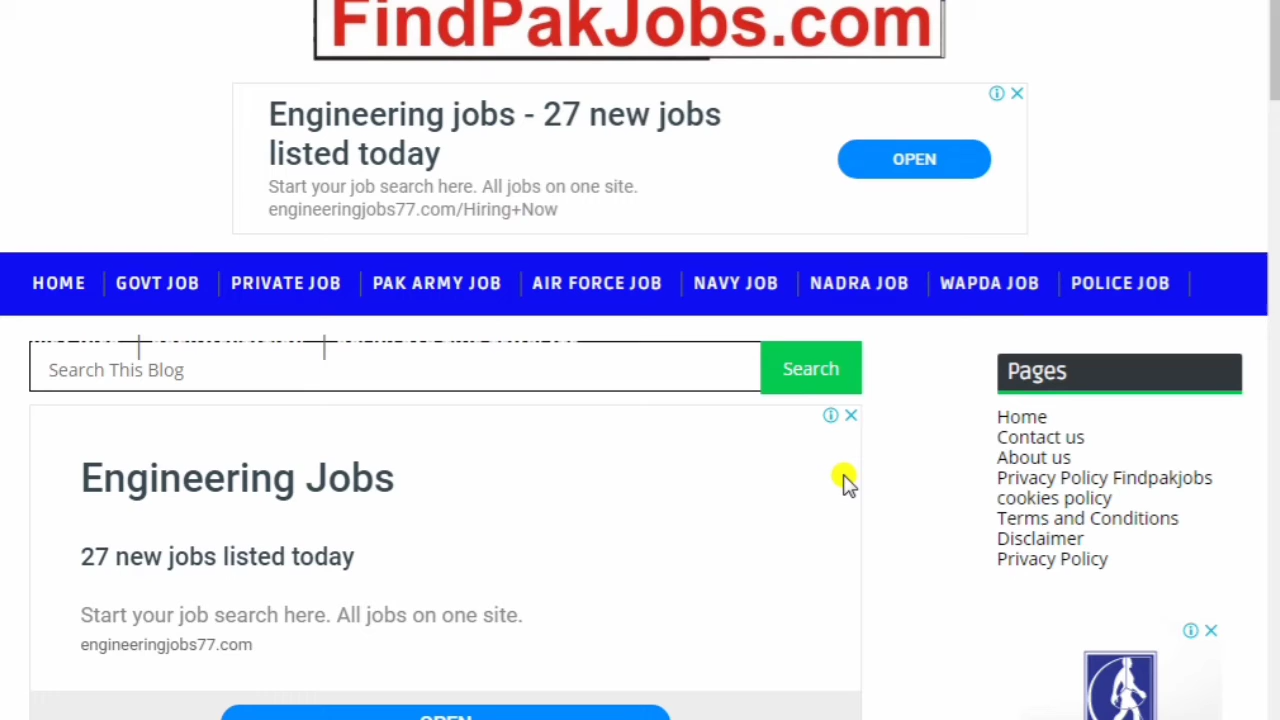 FindPakJobs.com
Engineering jobs - 27 new jobs
listed today
Start your job search here. All jobs on one site.
engineeringjobs77.com/Hiring+Now
OPEN
HOME GOVT JOB PRIVATE JOB PAK ARMY JOB AIR FORCE JOB NAVY JOB NADRA JOB WAPDA JOB POLICE JOB
Search This Blog
Search
Engineering Jobs
27 new jobs listed today
Start your job search here. All jobs on one site.
engineeringjobs77.com
OPEN
Pages
Home
Contact us
About us
Privacy Policy Findpakjobs
cookies policy
Terms and Conditions
Disclaimer
Privacy Policy